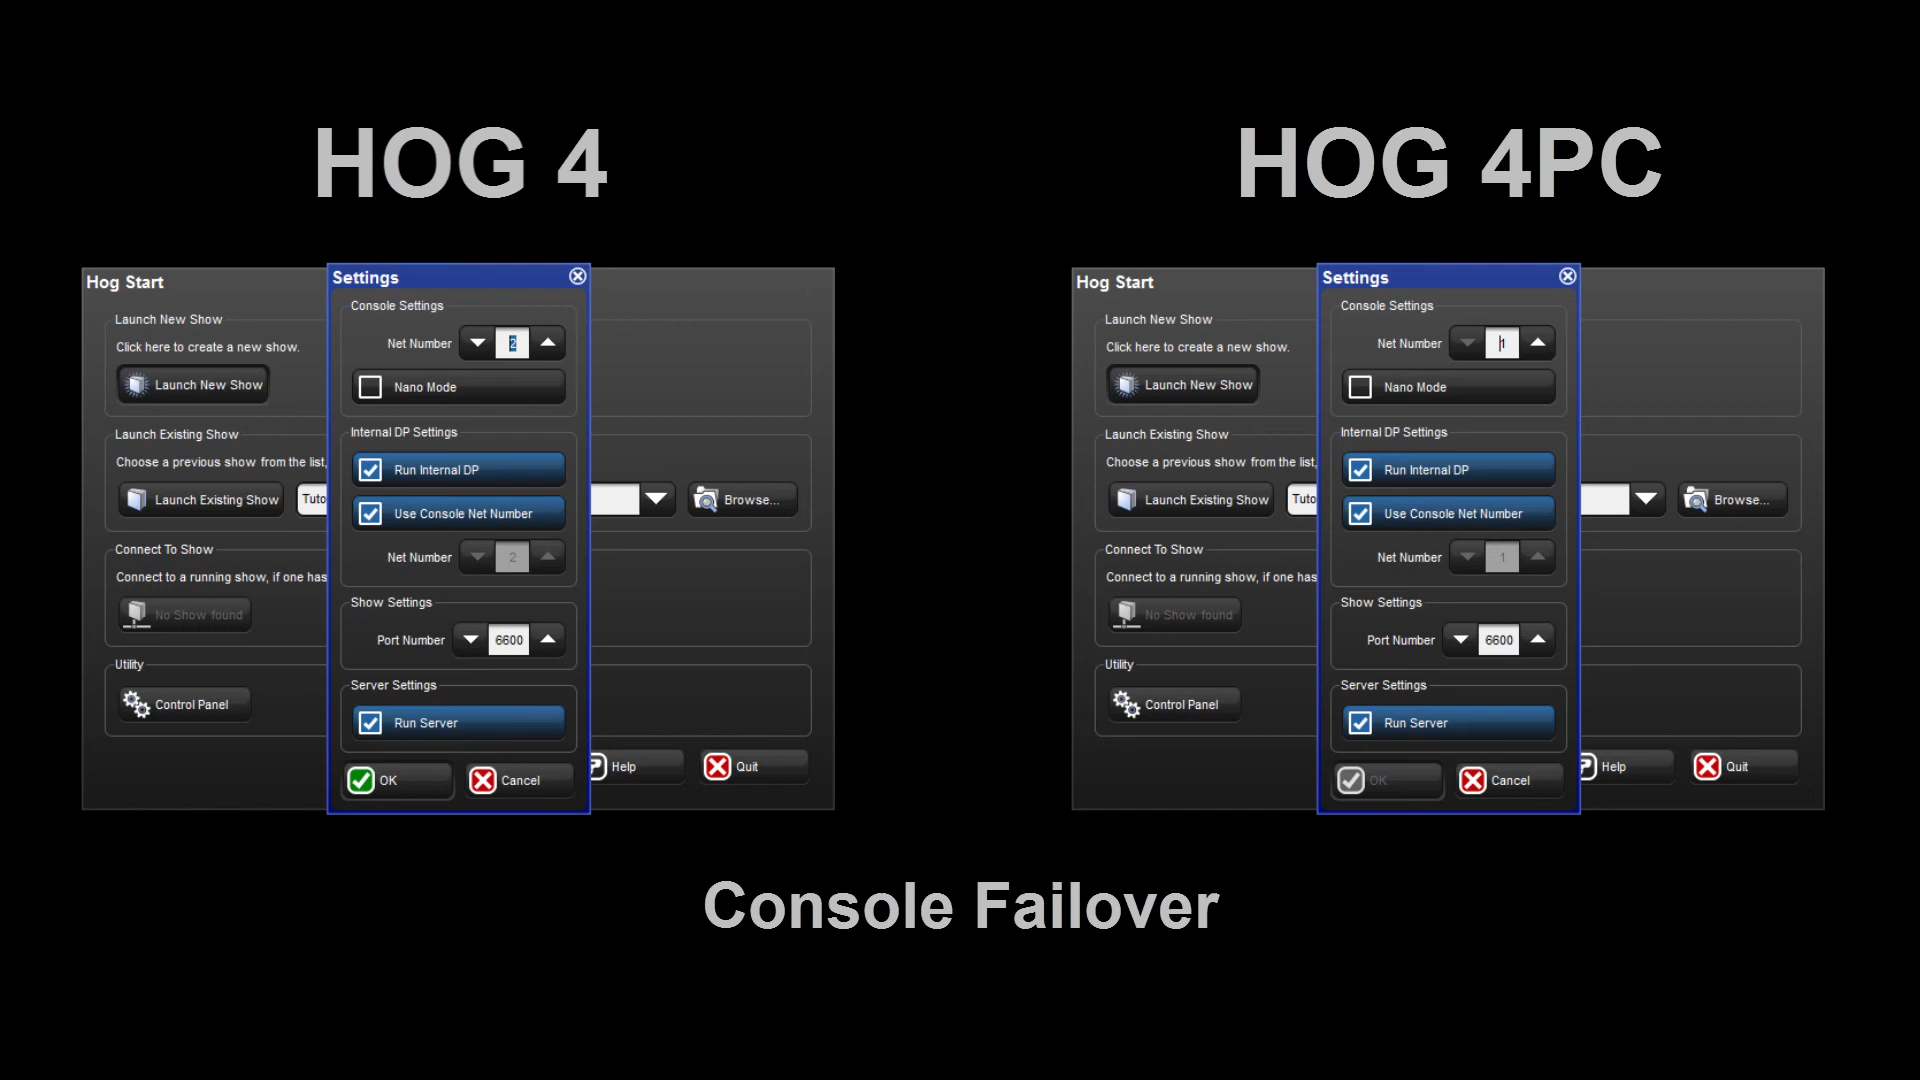 HOG 4
HOG 4PC
Hog Start
Settings
Console Settings
Launch New Show
Net Number 2
Click here to create a new show.
Launch New Show
Nano Mode
Internal DP Settings
Launch Existing Show
Choose a previous show from the list,
Run Internal DP
Launch Existing Show
Tuto
Browse...
Use Console Net Number
Connect To Show
Net Number 2
Connect to a running show, if one has
Show Settings
No Show found
Port Number 6600
Utility
Server Settings
Control Panel
Run Server
OK
Cancel
Help
Quit
Hog Start
Settings
Console Settings
Launch New Show
Net Number 1
Click here to create a new show.
Launch New Show
Nano Mode
Internal DP Settings
Launch Existing Show
Choose a previous show from the list,
Run Internal DP
Launch Existing Show
Tuto
Browse...
Use Console Net Number
Connect To Show
Net Number 1
Connect to a running show, if one has
Show Settings
No Show found
Port Number 6600
Utility
Server Settings
Control Panel
Run Server
OK
Cancel
Help
Quit
Console Failover